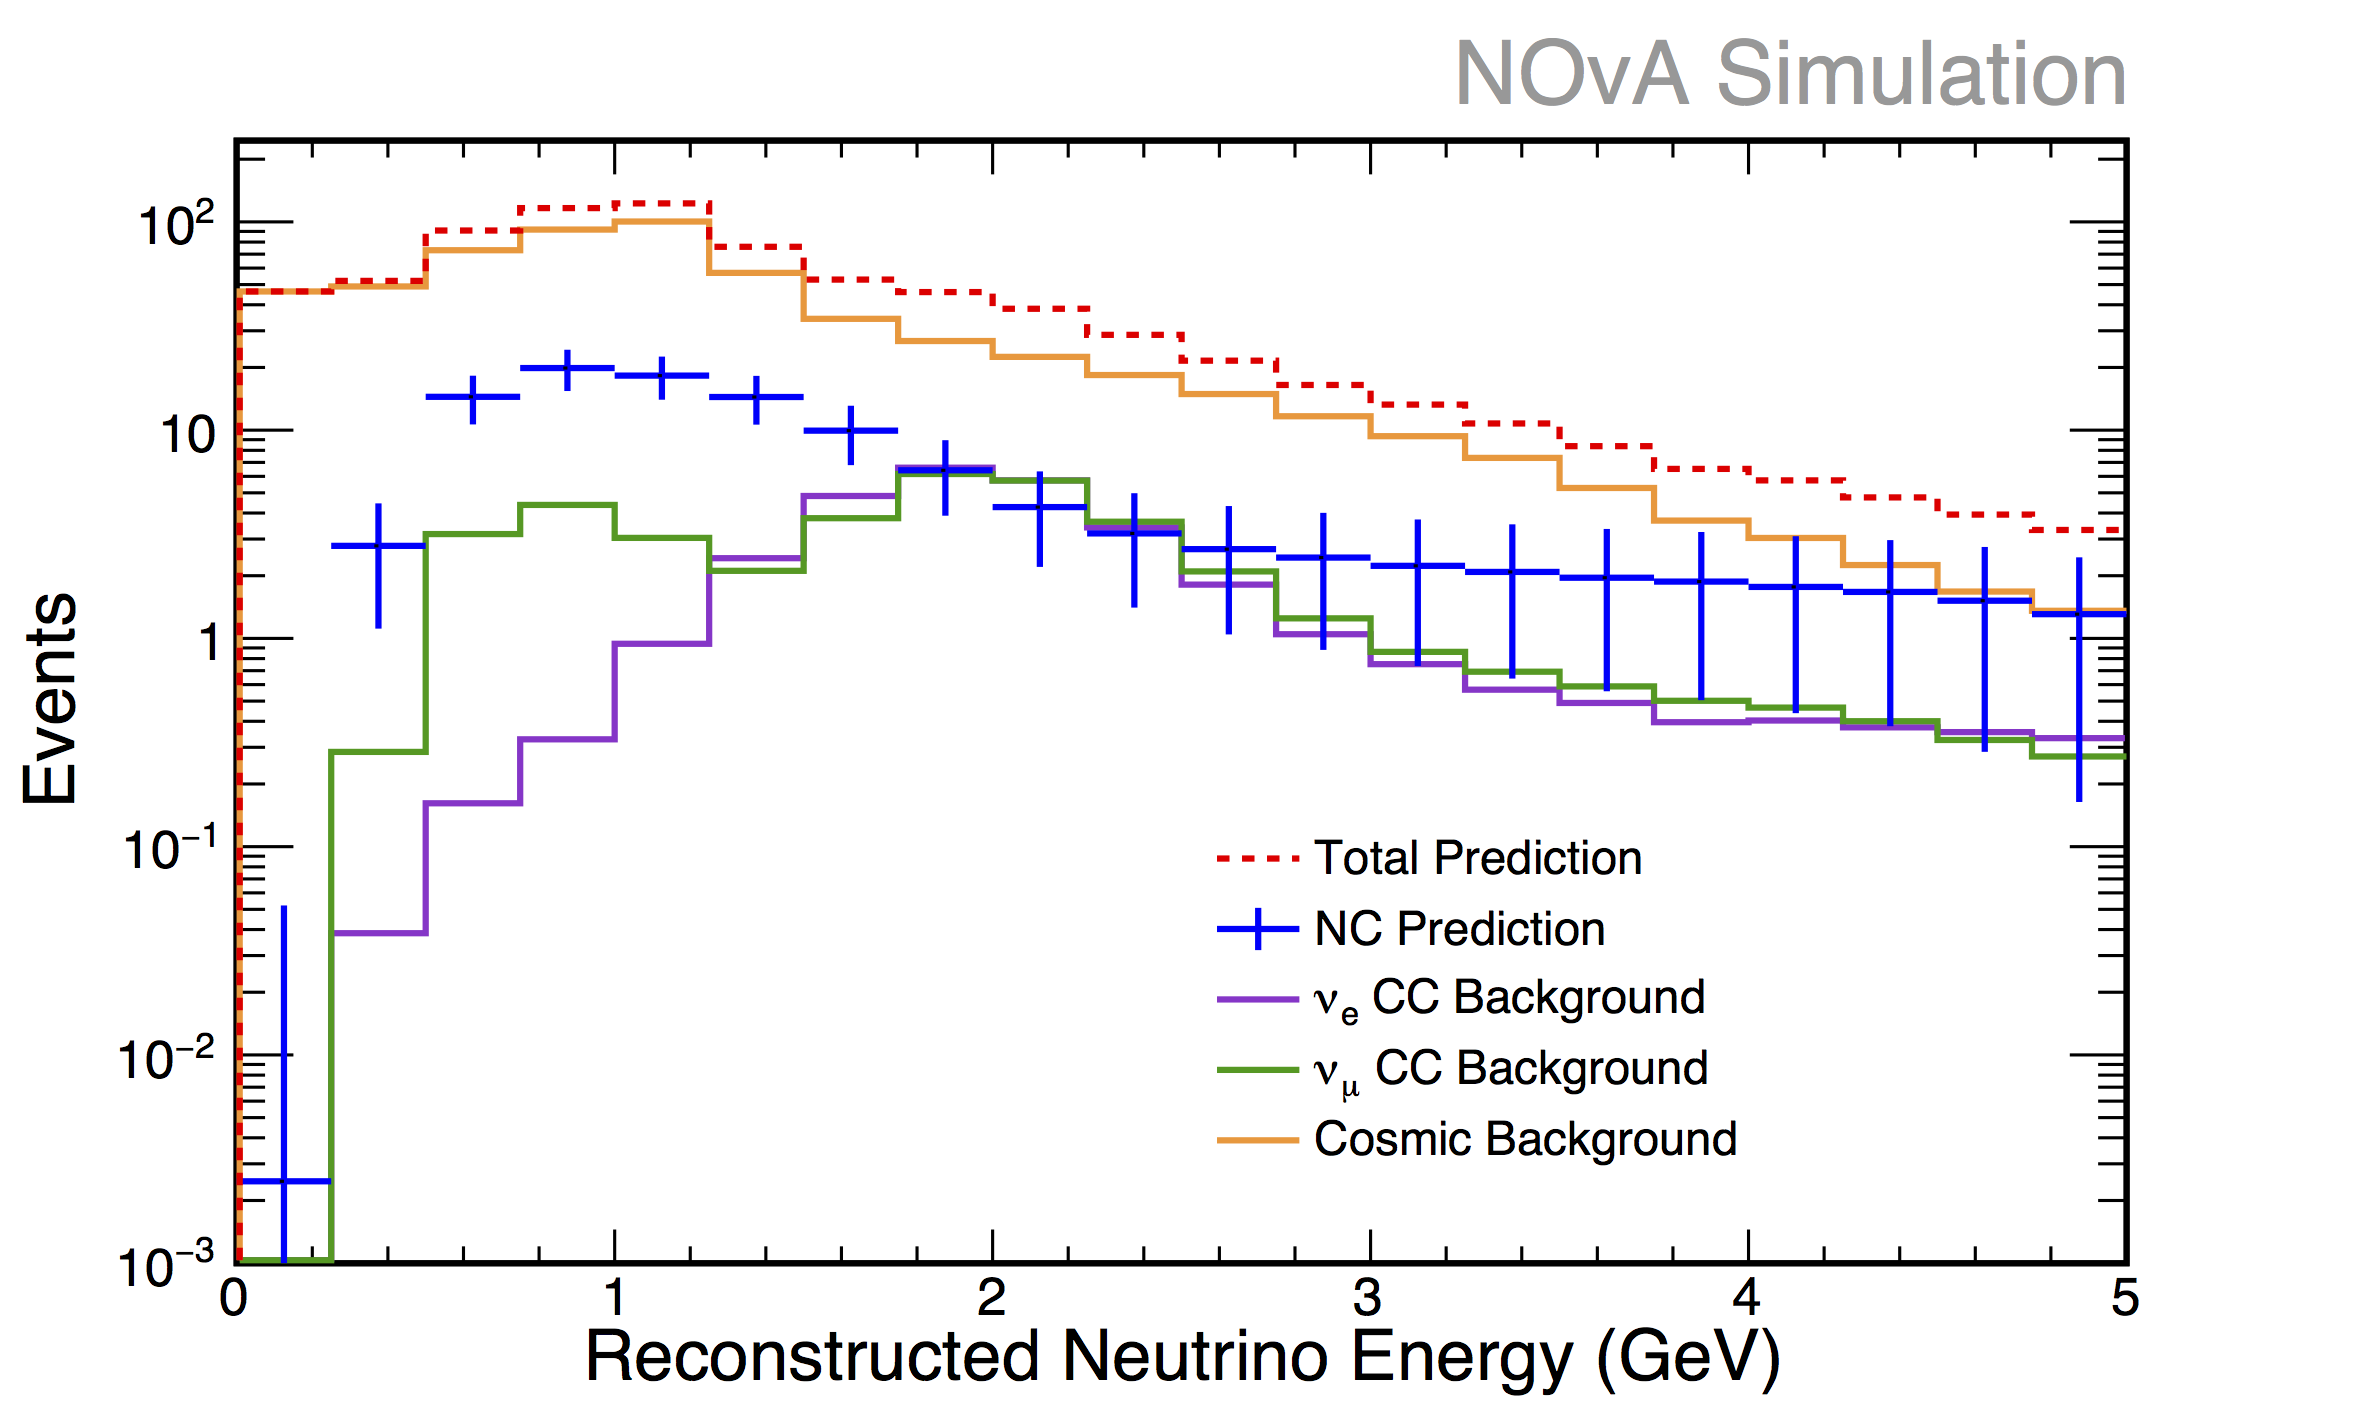 NOvA Simulation
10²
10
1
10⁻¹
10⁻²
10⁻³
Events
Total Prediction
NC Prediction
νe CC Background
νμ CC Background
Cosmic Background
0 1 2 3 4 5
Reconstructed Neutrino Energy (GeV)